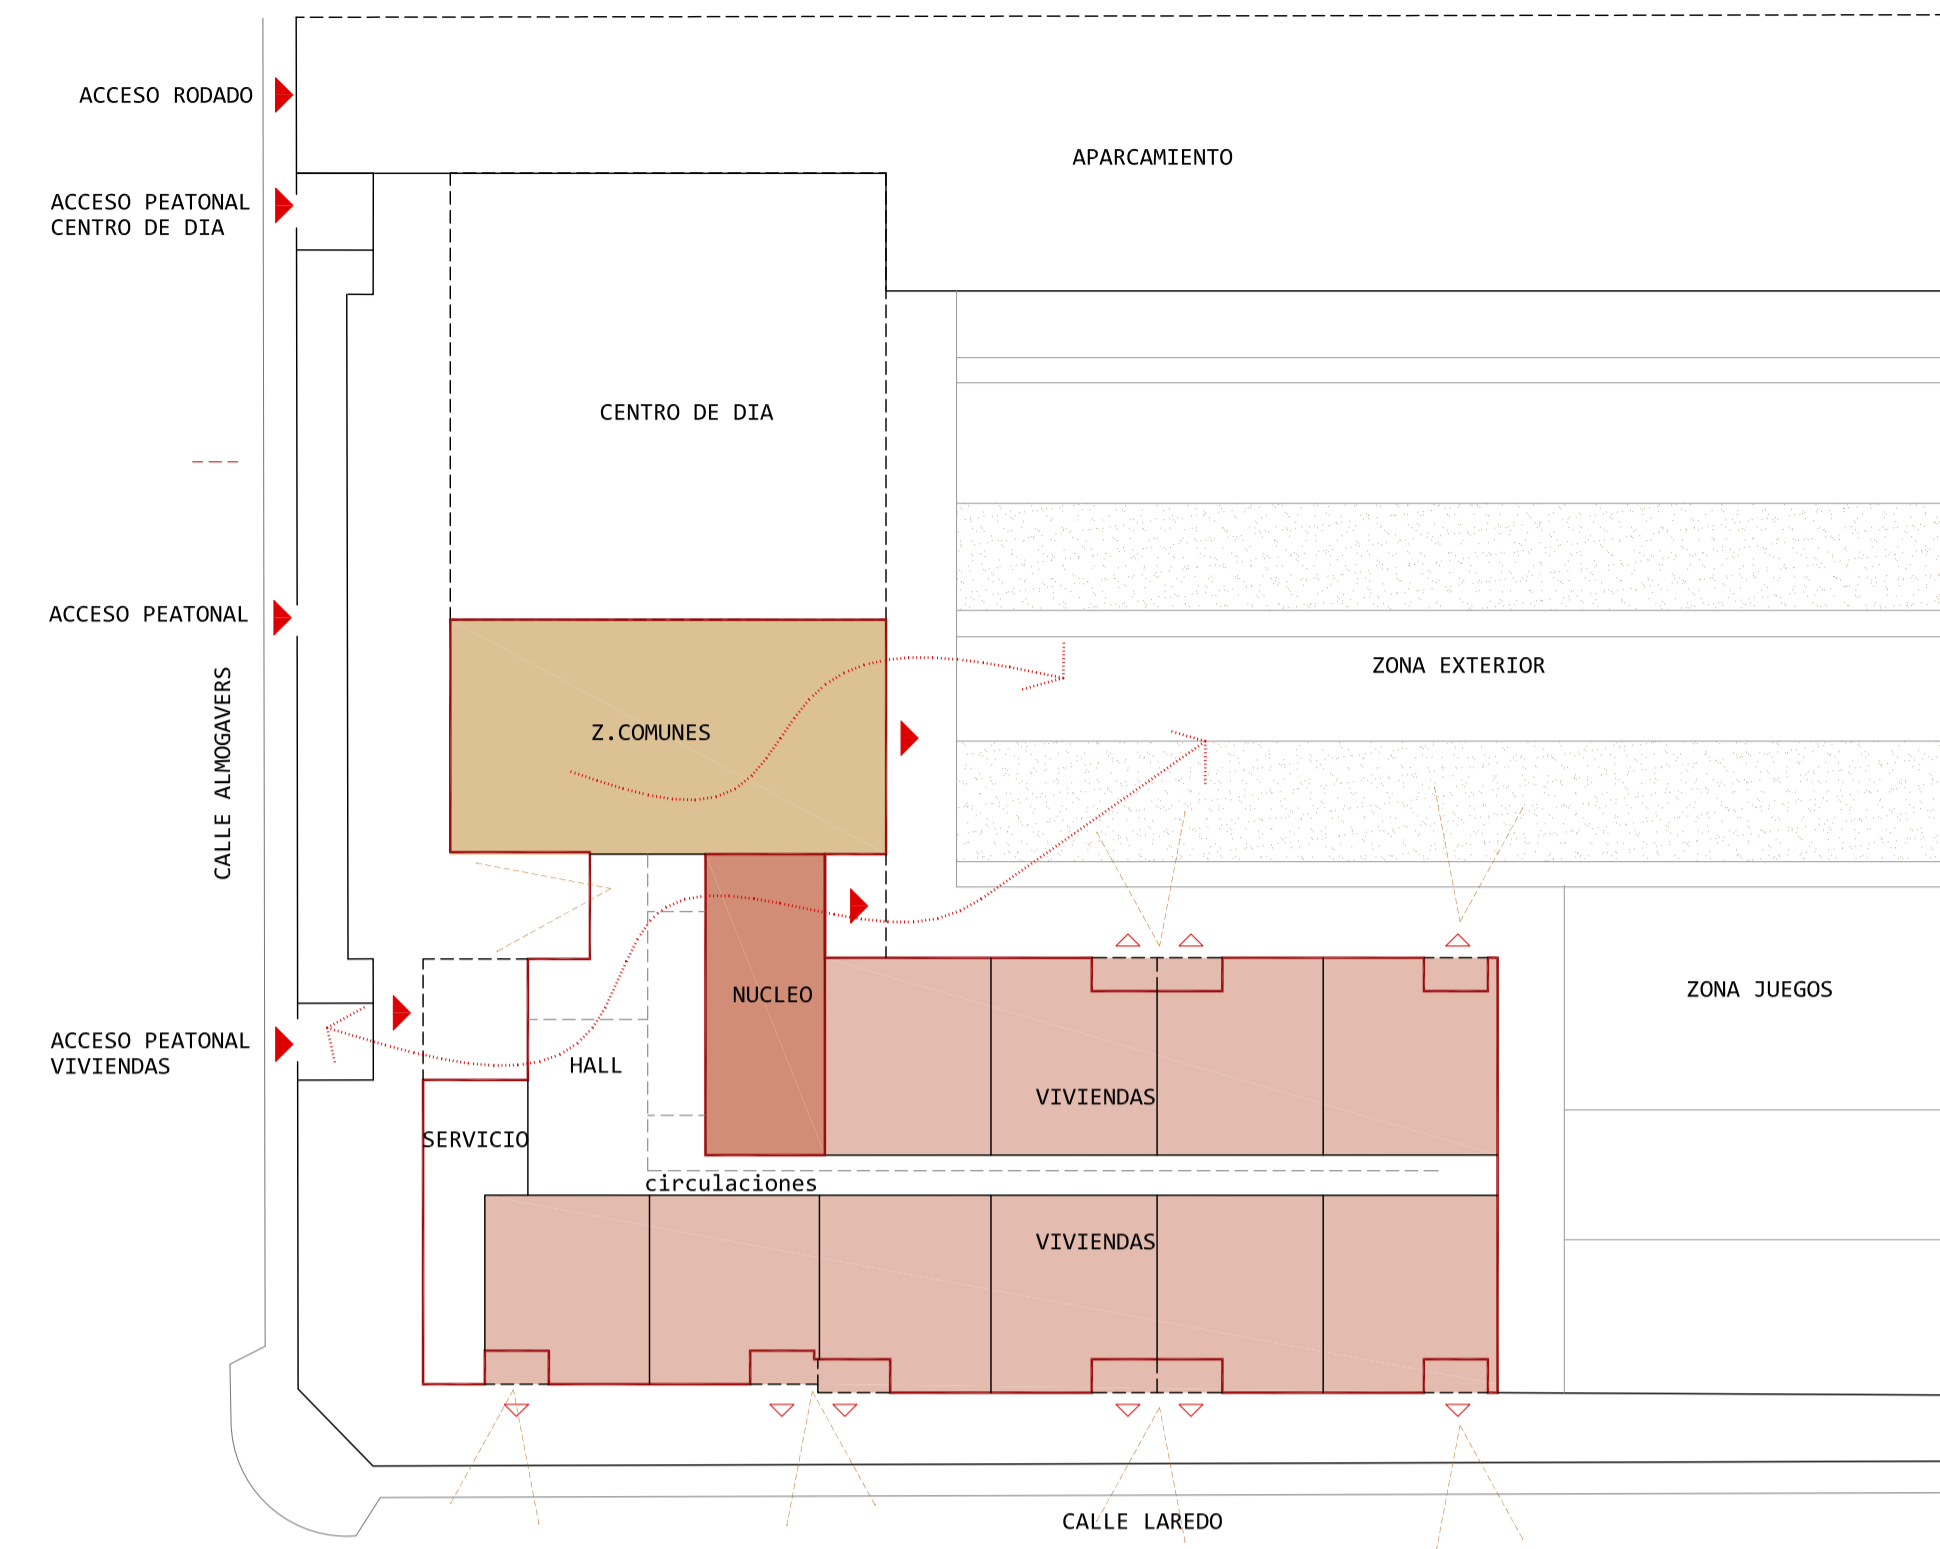 ACCESO RODADO
APARCAMIENTO
ACCESO PEATONAL
CENTRO DE DIA
CENTRO DE DIA
ACCESO PEATONAL
ZONA EXTERIOR
CALLE ALMOGAVERS
Z.COMUNES
NUCLEO
ZONA JUEGOS
ACCESO PEATONAL
VIVIENDAS
HALL
VIVIENDAS
SERVICIO
circulaciones
VIVIENDAS
CALLE LAREDO